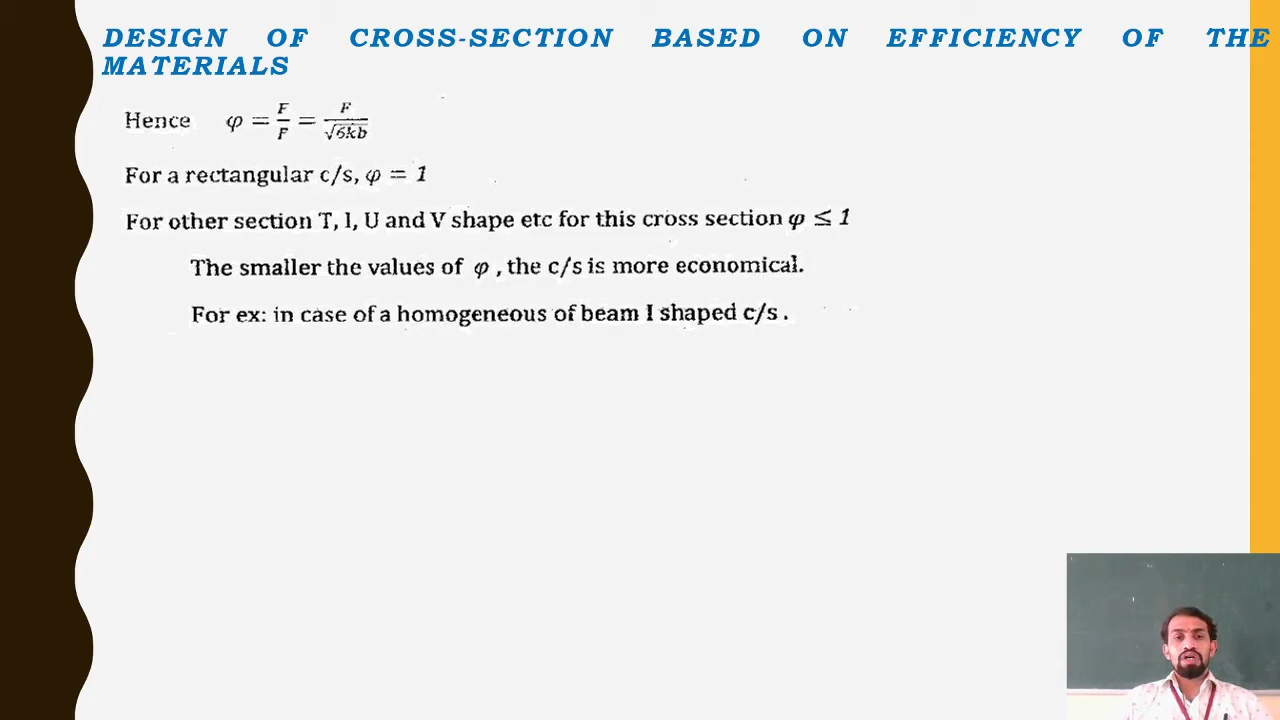 DESIGN OF CROSS-SECTION BASED ON EFFICIENCY OF THE
MATERIALS
Hence φ = F/F = F/√6kb
For a rectangular c/s, φ = 1
For other section T, I, U and V shape etc for this cross section φ ≤ 1
The smaller the values of φ , the c/s is more economical.
For ex: in case of a homogeneous of beam I shaped c/s .